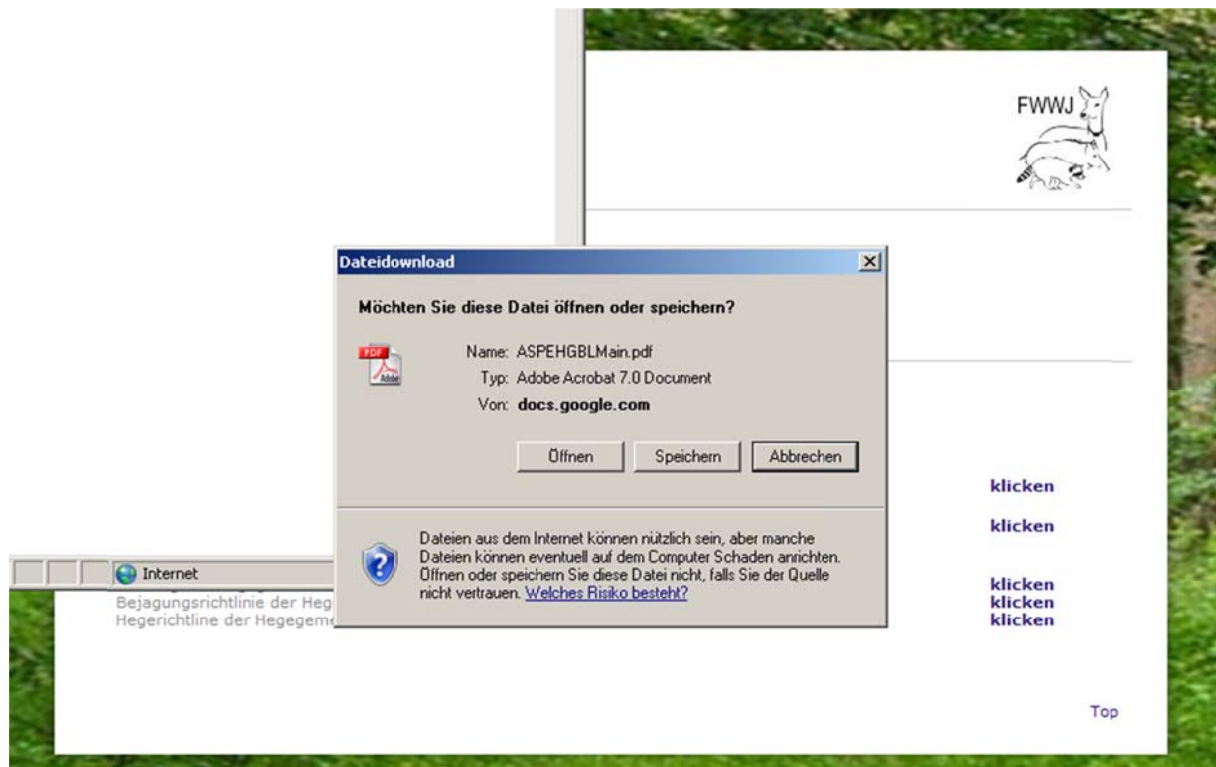 FWWJ
Dateidownload
Möchten Sie diese Datei öffnen oder speichern?
PDF
Adobe
Name: ASPEHGBLMain.pdf
Typ: Adobe Acrobat 7.0 Document
Von: docs.google.com
Öffnen Speichern Abbrechen
klicken
klicken
Dateien aus dem Internet können nützlich sein, aber manche
Dateien können eventuell auf dem Computer Schaden anrichten.
Öffnen oder speichern Sie diese Datei nicht, falls Sie der Quelle
nicht vertrauen. Welches Risiko besteht?
Internet
klicken
Bejagungsrichtlinie der Heg klicken
Hegerichtline der Hegegeme klicken
Top